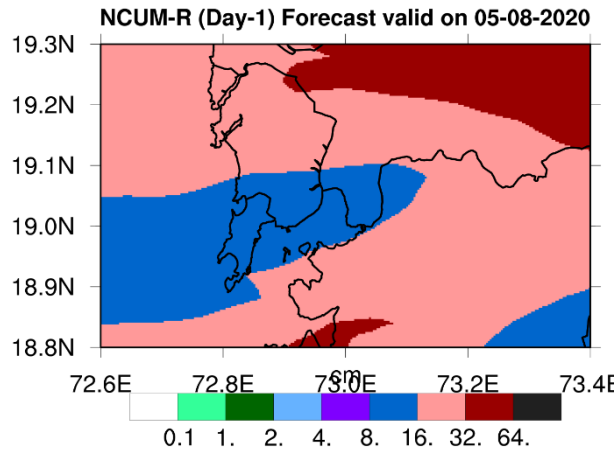 NCUM-R (Day-1) Forecast valid on 05-08-2020
19.3N
19.2N
19.1N
19.0N
18.9N
18.8N
72.6E 72.8E 73.0E 73.2E 73.4E
cm
0.1 1. 2. 4. 8. 16. 32. 64.